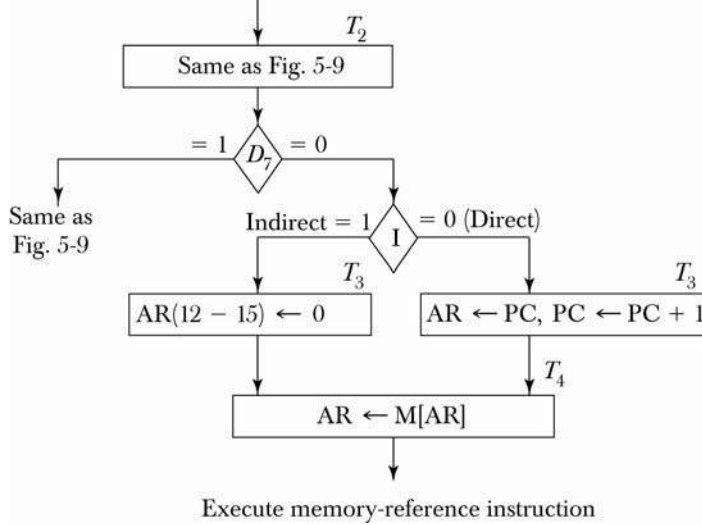 T2
Same as Fig. 5-9
= 1 D7 = 0
Same as
Fig. 5-9
Indirect = 1 I = 0 (Direct)
T3 T3
AR(12 − 15) ← 0 AR ← PC, PC ← PC + 1
T4
AR ← M[AR]
Execute memory-reference instruction